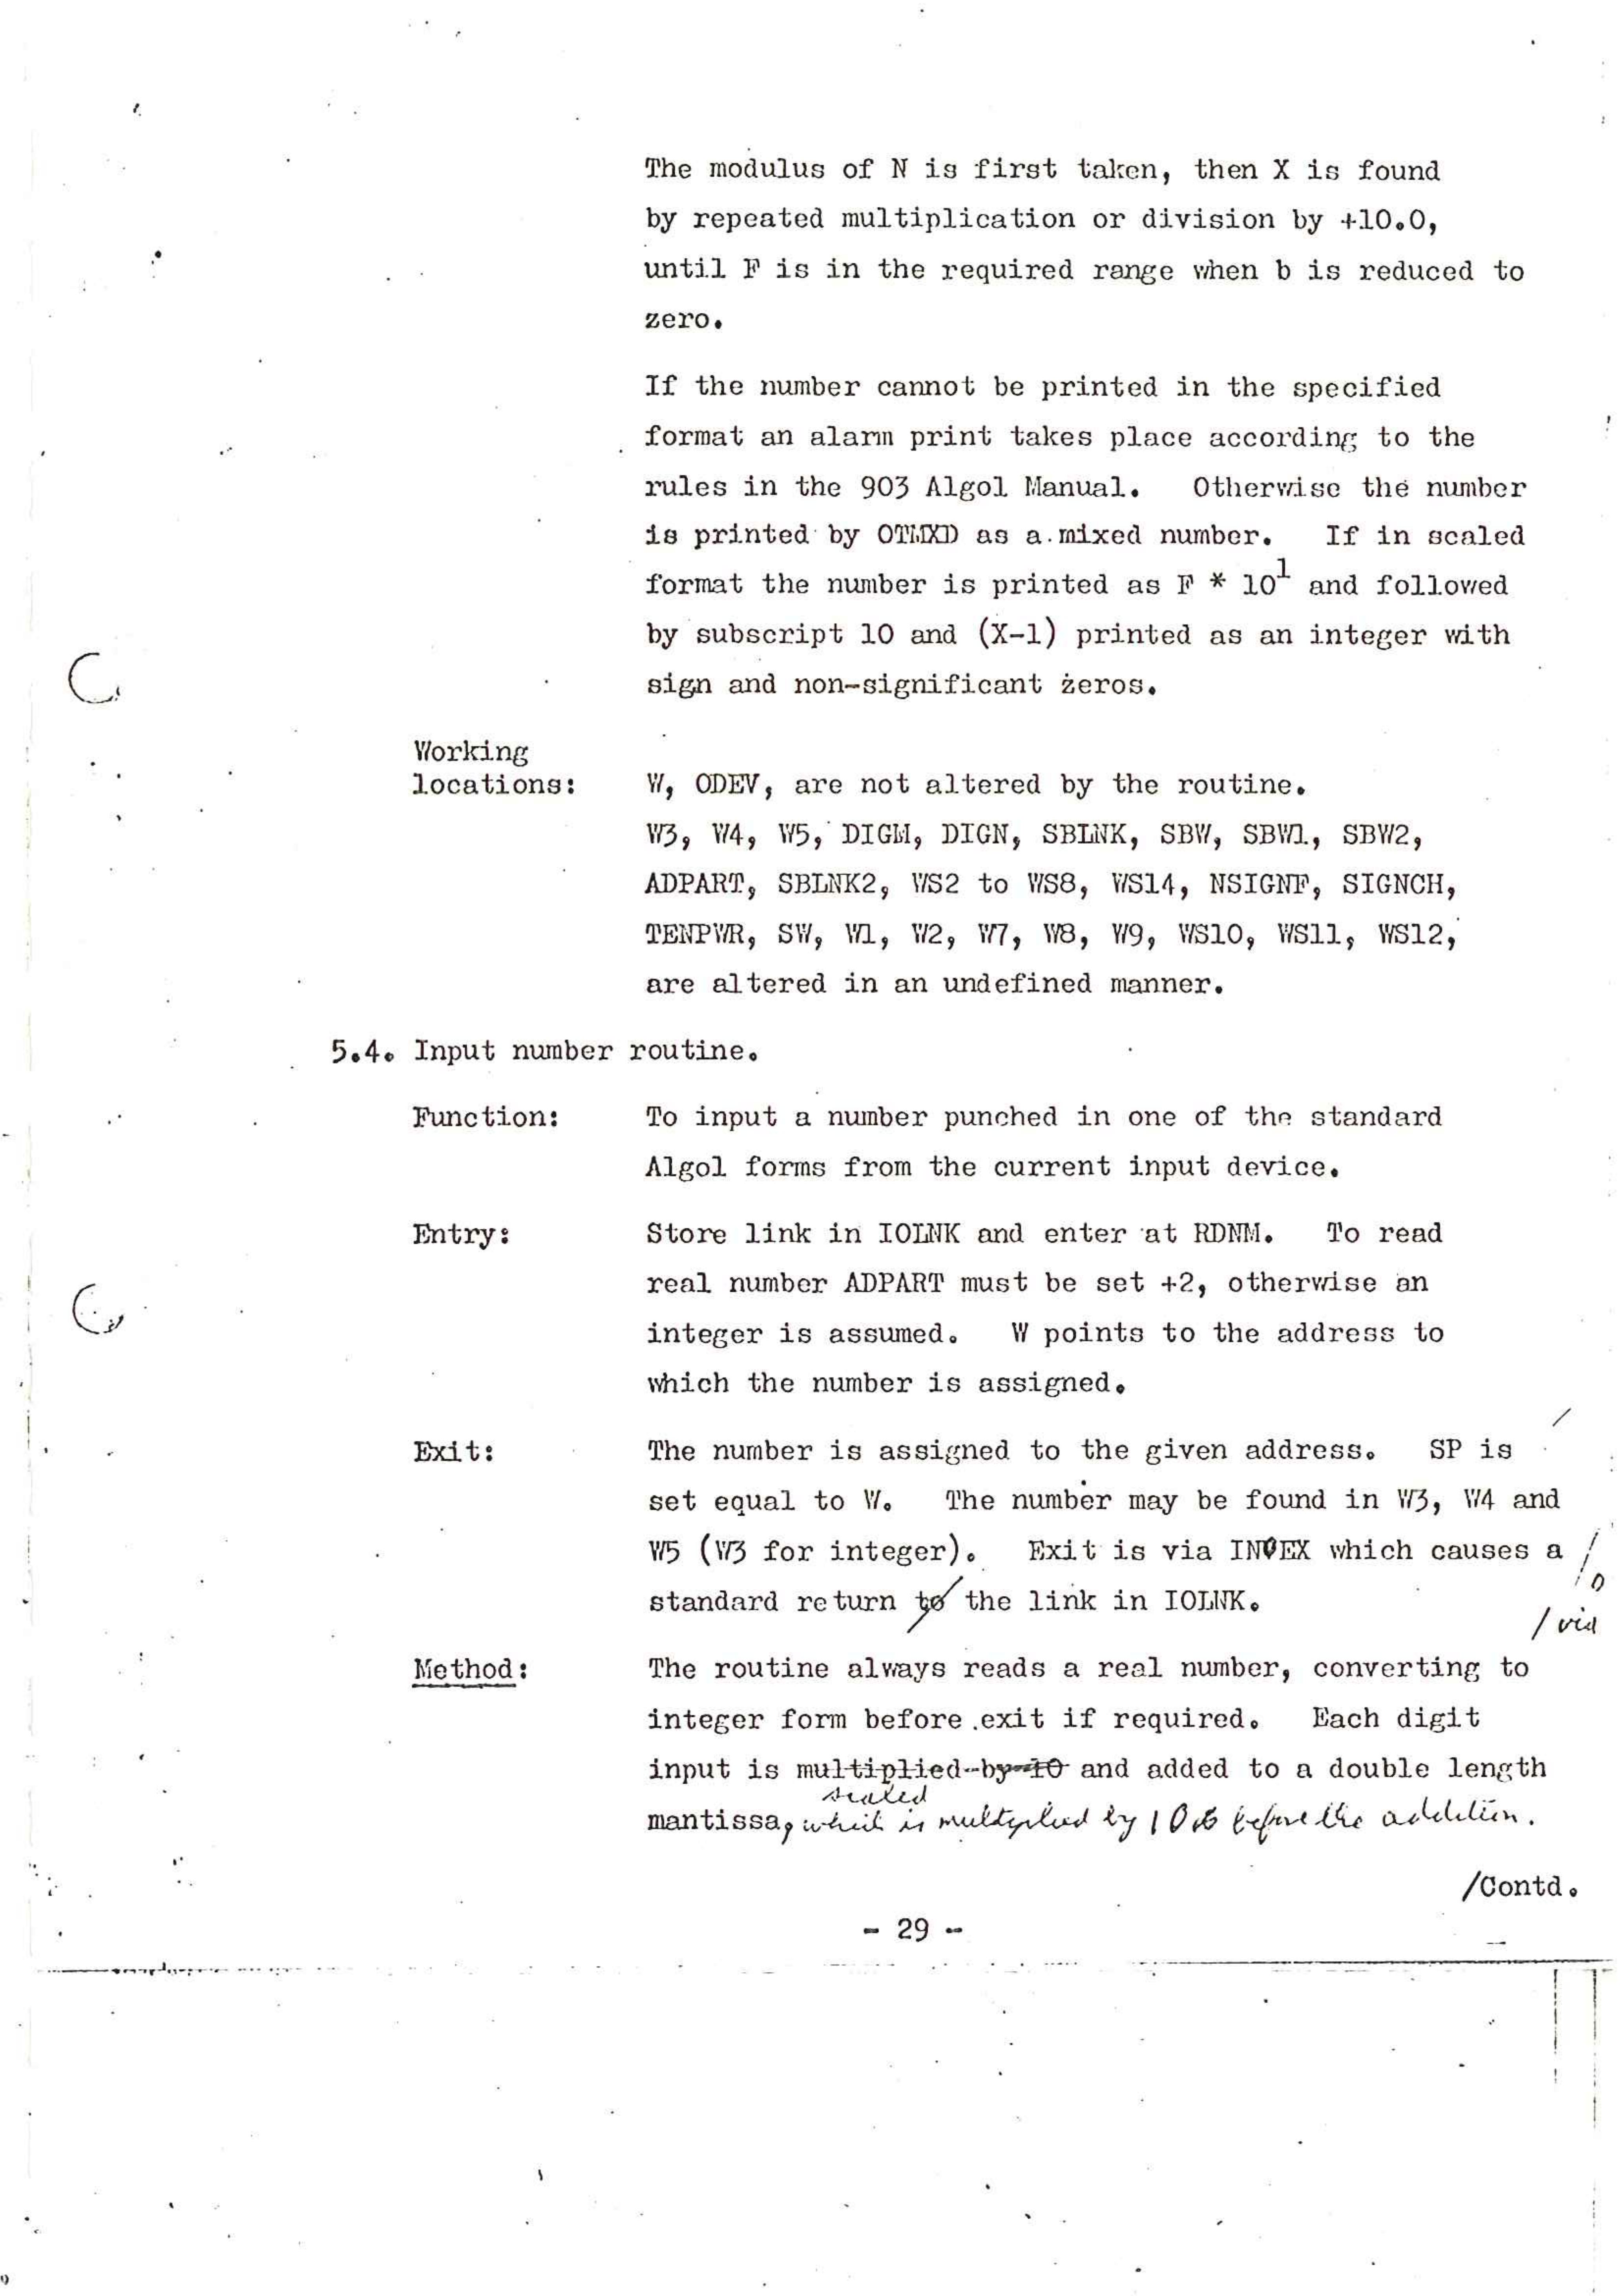 The modulus of N is first taken, then X is found
by repeated multiplication or division by +10.0,
until F is in the required range when b is reduced to
zero.
If the number cannot be printed in the specified
format an alarm print takes place according to the
rules in the 903 Algol Manual. Otherwise the number
is printed by OTMXD as a mixed number. If in scaled
format the number is printed as F * 10^1 and followed
by subscript 10 and (X-1) printed as an integer with
sign and non-significant zeros.
Working
locations: W, ODEV, are not altered by the routine.
W3, W4, W5, DIGM, DIGN, SBLNK, SBW, SBW1, SBW2,
ADPART, SBLNK2, WS2 to WS8, WS14, NSIGNF, SIGNCH,
TENPWR, SW, W1, W2, W7, W8, W9, WS10, WS11, WS12,
are altered in an undefined manner.
5.4. Input number routine.
Function: To input a number punched in one of the standard
Algol forms from the current input device.
Entry: Store link in IOLNK and enter at RDNM. To read
real number ADPART must be set +2, otherwise an
integer is assumed. W points to the address to
which the number is assigned.
Exit: The number is assigned to the given address. SP is
set equal to W. The number may be found in W3, W4 and
W5 (W3 for integer). Exit is via INOEX which causes a /
/ O
standard return to the link in IOLNK.
/ via
Method: The routine always reads a real number, converting to
integer form before exit if required. Each digit
input is multiplied by 10 and added to a double length
scaled
mantissa, which is multiplied by 10 before the addition.
/Contd.
- 29 -